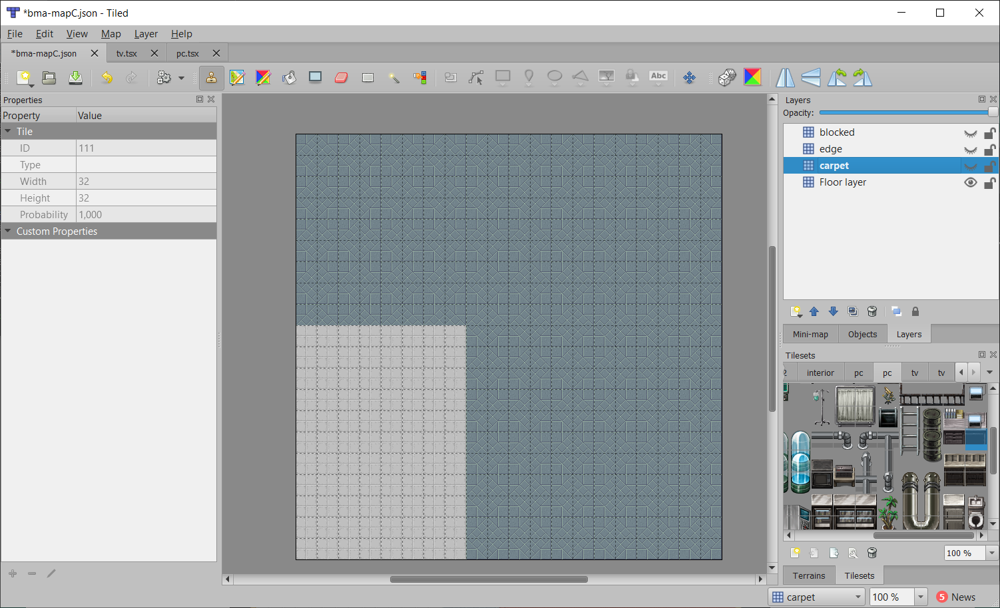 *bma-mapC.json - Tiled
File Edit View Map Layer Help
*bma-mapC.json tv.tsx pc.tsx
Abc
Properties
Property Value
Tile
ID 111
Type
Width 32
Height 32
Probability 1,000
Custom Properties
Layers
Opacity:
blocked
edge
carpet
Floor layer
Mini-map Objects Layers
Tilesets
2 interior pc pc tv tv
100 %
Terrains Tilesets
carpet 100 % 5 News